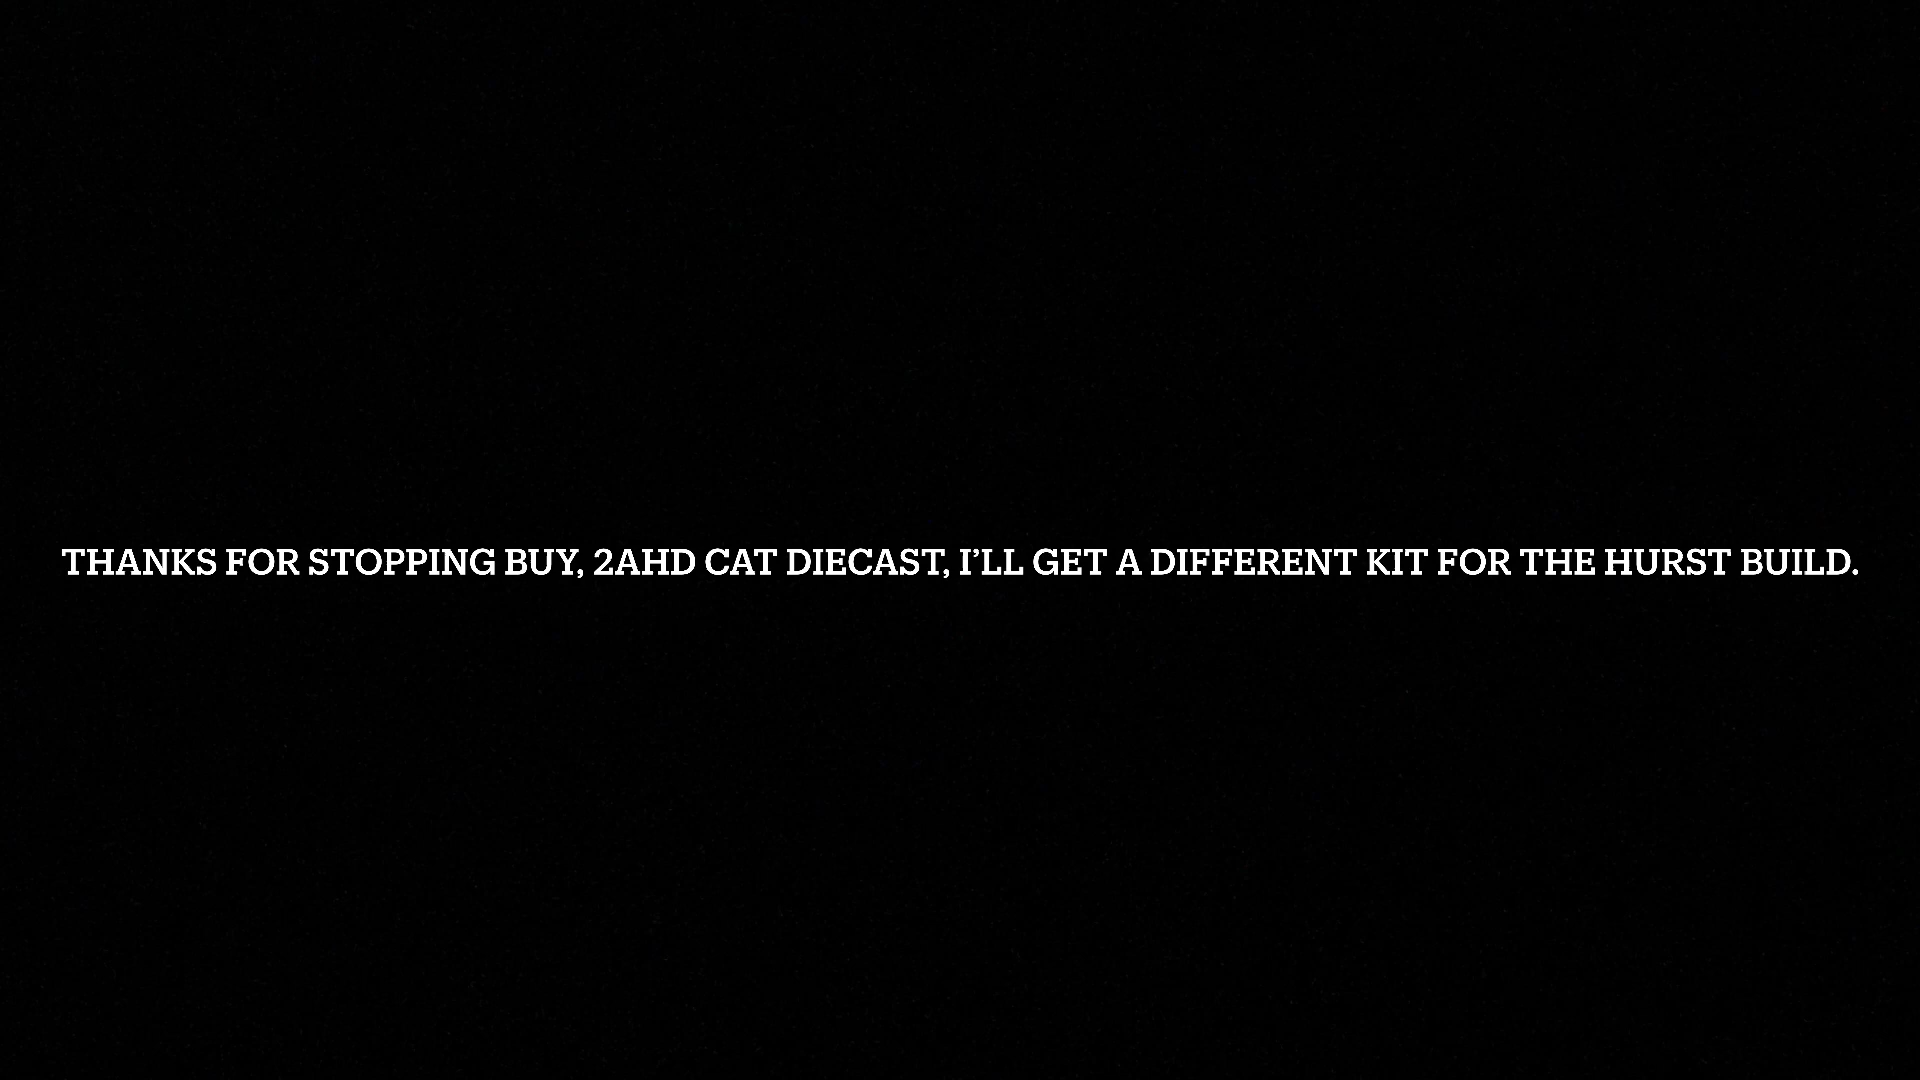 THANKS FOR STOPPING BUY, 2AHD CAT DIECAST, I’LL GET A DIFFERENT KIT FOR THE HURST BUILD.